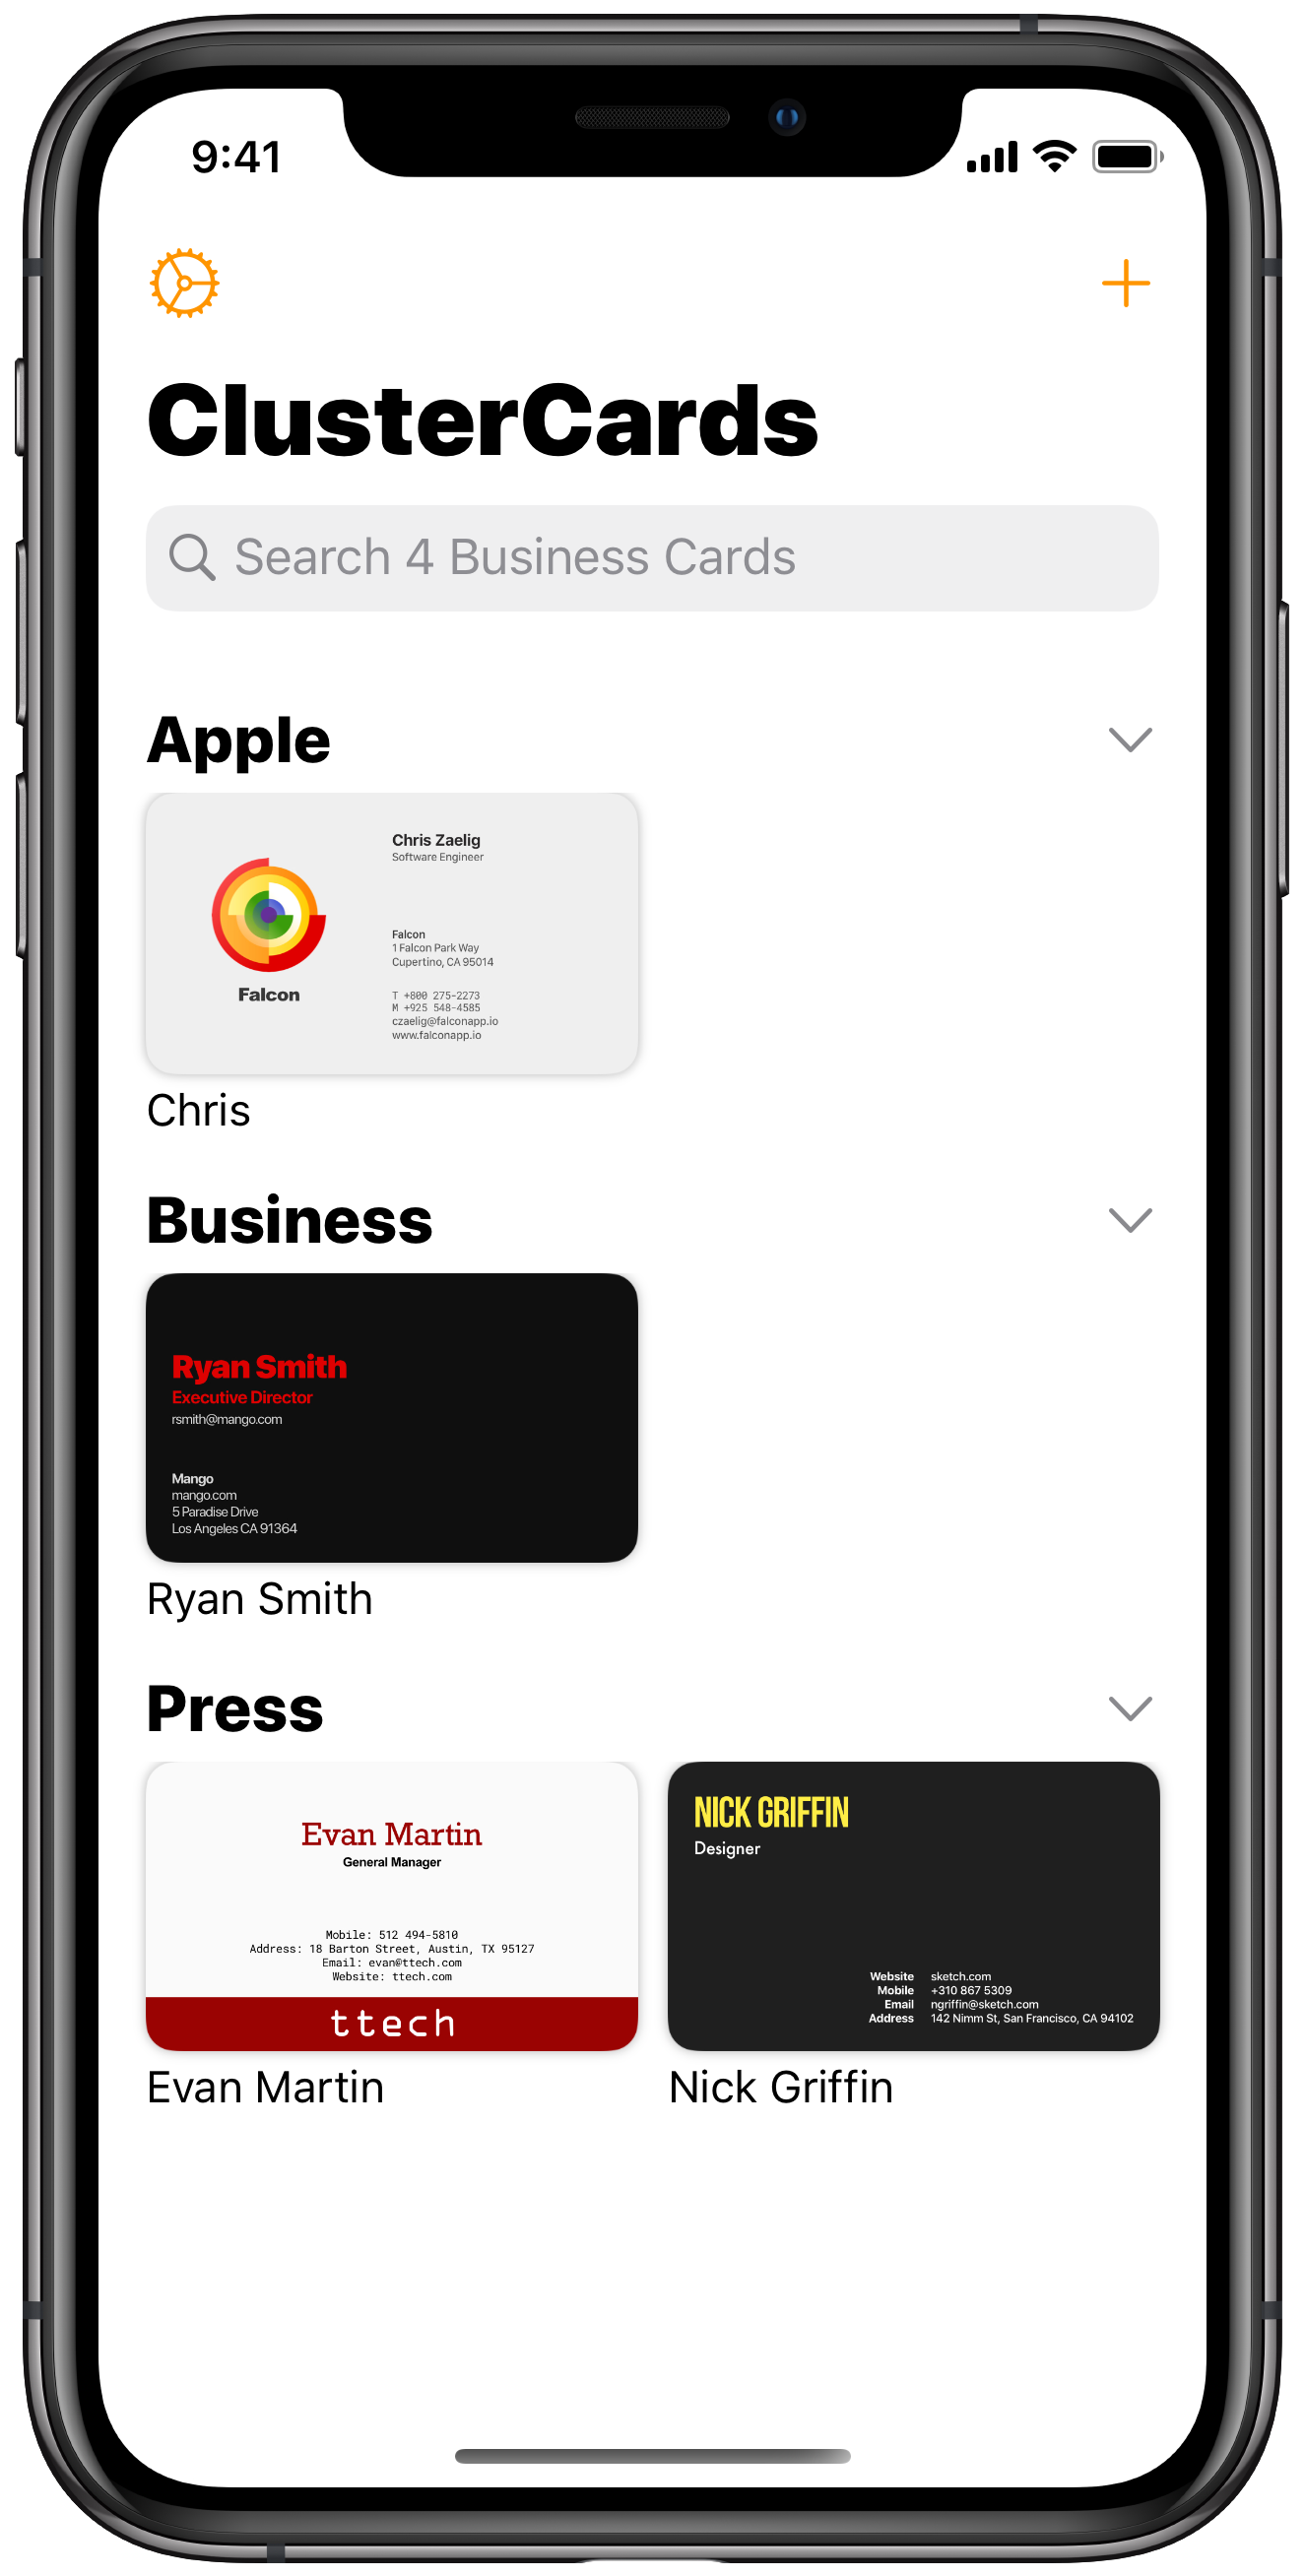 9:41
ClusterCards
Search 4 Business Cards
Apple
Chris Zaelig
Software Engineer
Falcon
1 Falcon Park Way
Cupertino, CA 95014
T +800 275-2273
M +925 548-4585
czaelig@falconapp.io
www.falconapp.io
Falcon
Chris
Business
Ryan Smith
Executive Director
rsmith@mango.com
Mango
mango.com
5 Paradise Drive
Los Angeles CA 91364
Ryan Smith
Press
Evan Martin
General Manager
Mobile: 512 494-5810
Address: 18 Barton Street, Austin, TX 95127
Email: evan@ttech.com
Website: ttech.com
ttech
Evan Martin
NICK GRIFFIN
Designer
Website sketch.com
Mobile +310 867 5309
Email ngriffin@sketch.com
Address 142 Nimm St, San Francisco, CA 94102
Nick Griffin